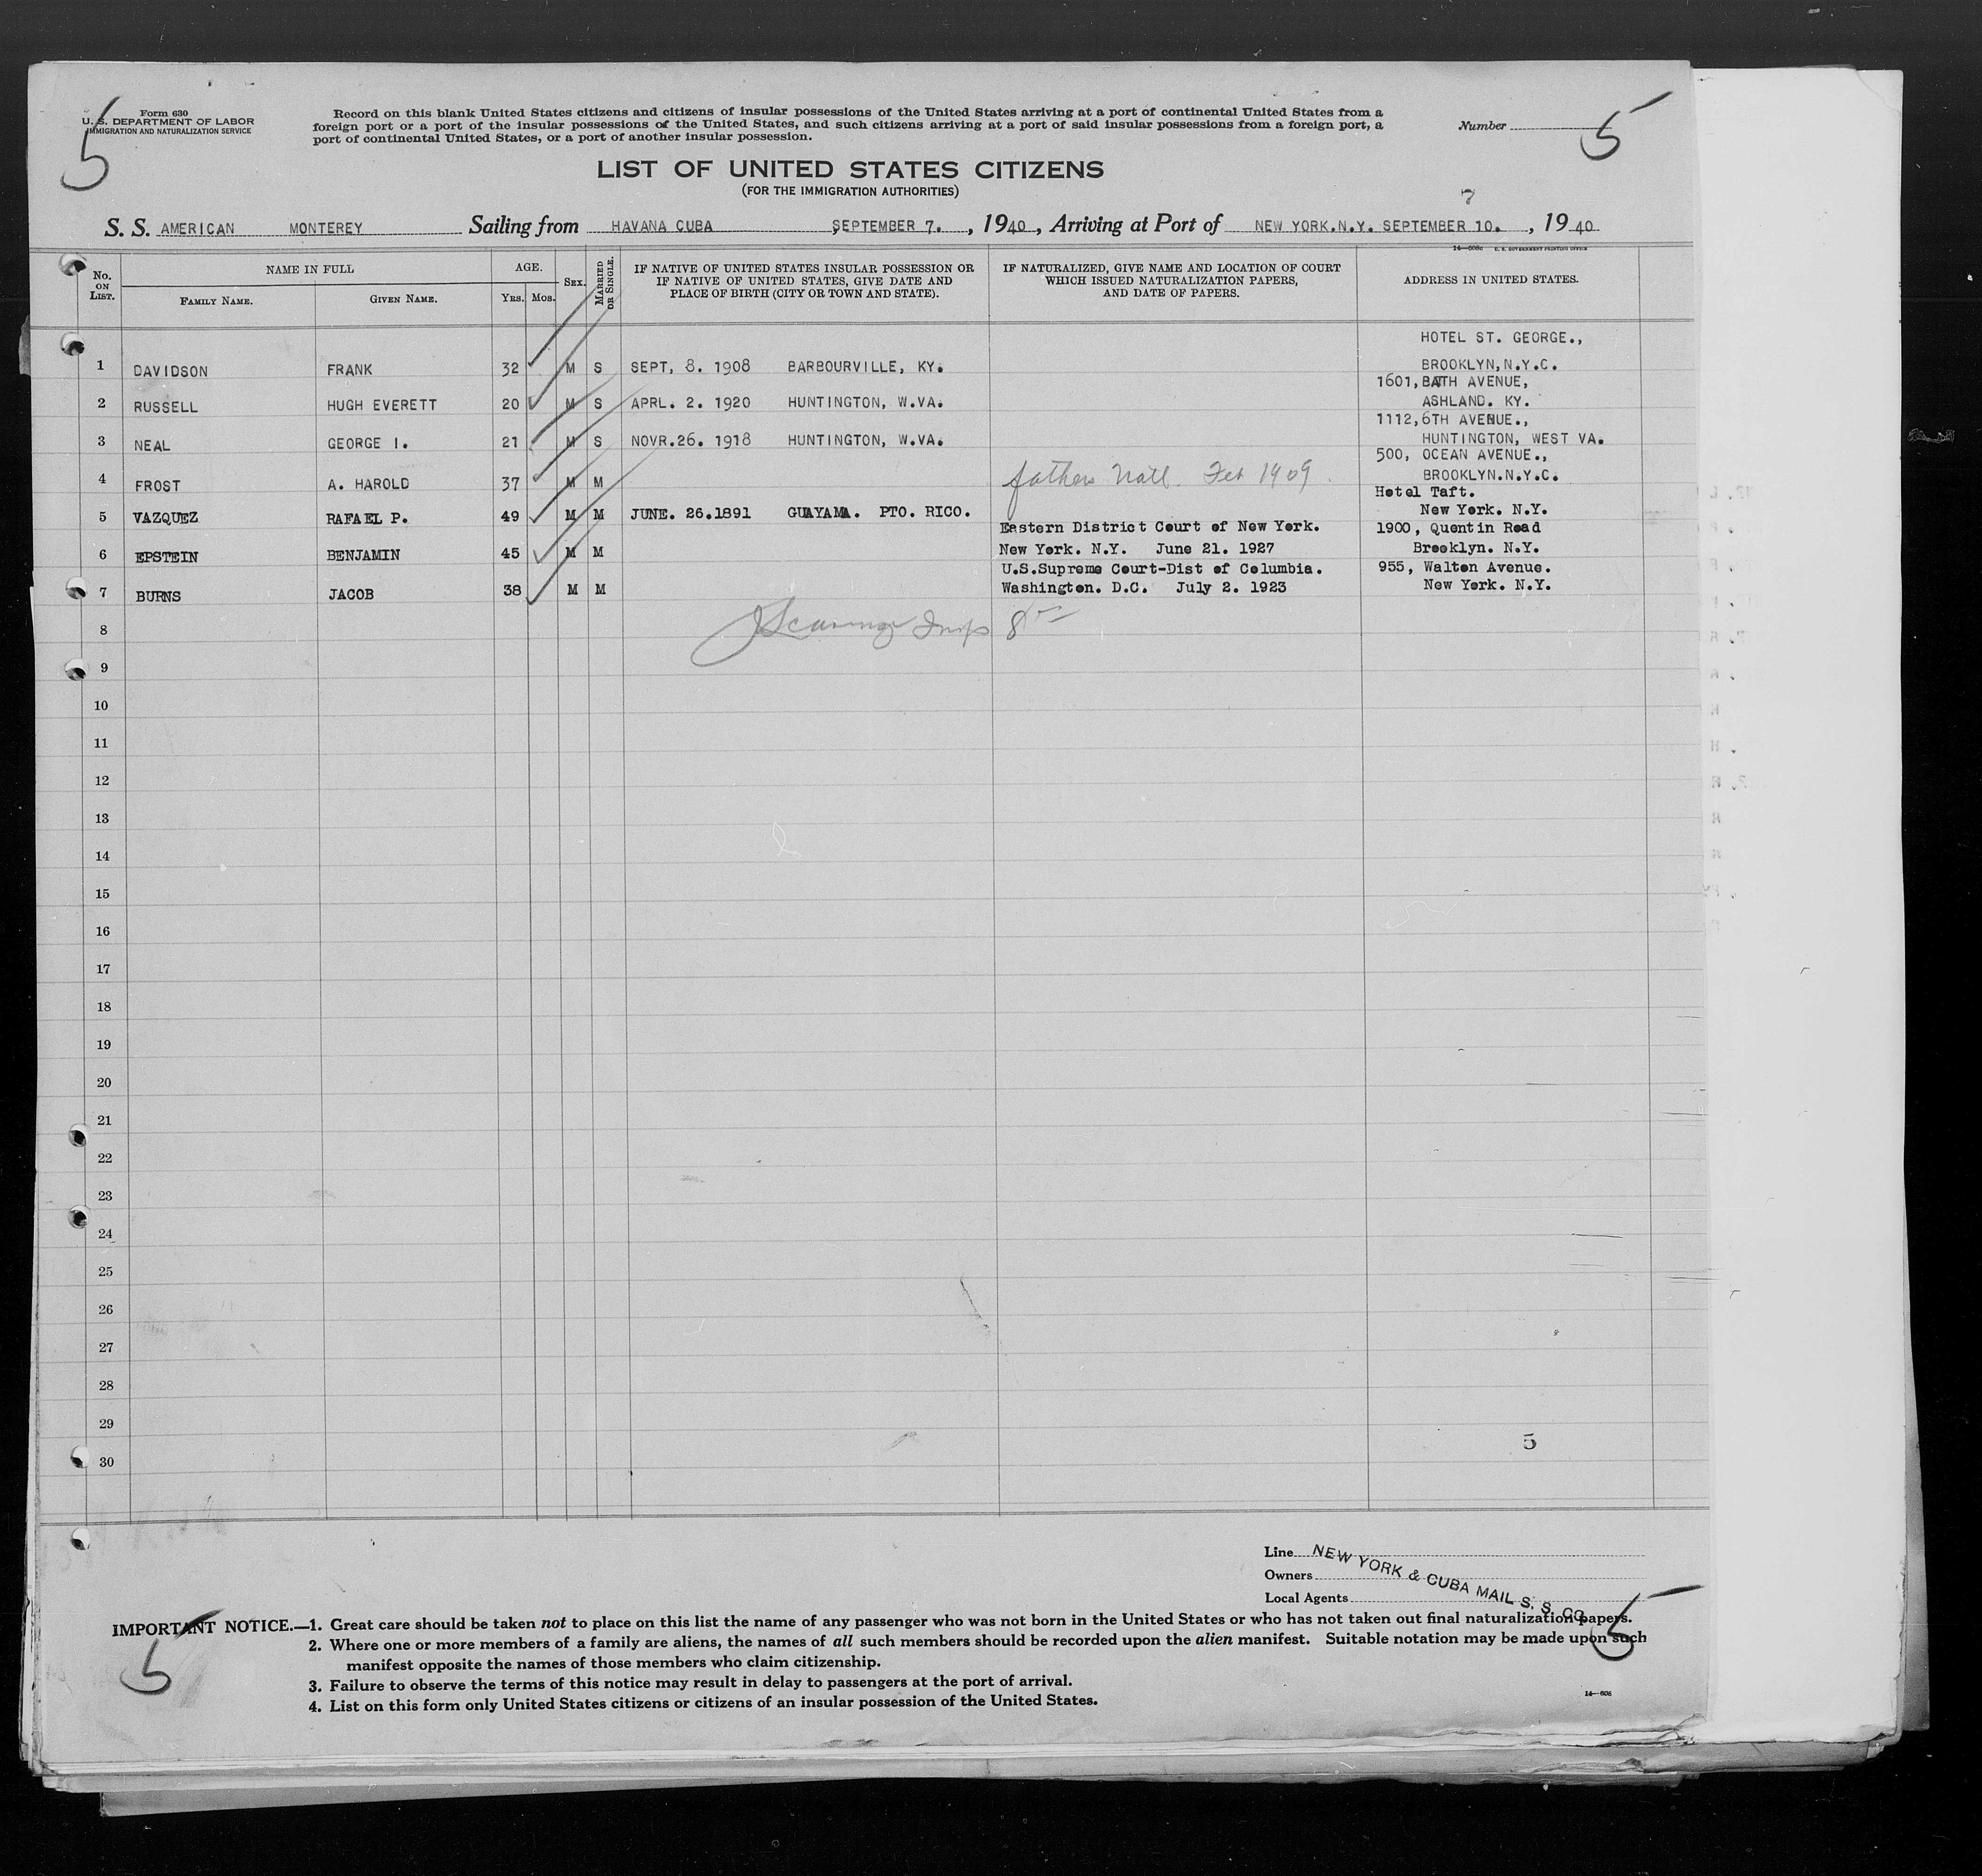 5
Form 630
U. S. DEPARTMENT OF LABOR
IMMIGRATION AND NATURALIZATION SERVICE
Record on this blank United States citizens and citizens of insular possessions of the United States arriving at a port of continental United States from a
foreign port or a port of the insular possessions of the United States, and such citizens arriving at a port of said insular possessions from a foreign port, a
port of continental United States, or a port of another insular possession.
Number 5
LIST OF UNITED STATES CITIZENS
(FOR THE IMMIGRATION AUTHORITIES)
7
S. S. AMERICAN MONTEREY Sailing from HAVANA CUBA SEPTEMBER 7. , 1940 , Arriving at Port of NEW YORK.N.Y. SEPTEMBER 10. , 1940
No. ON LIST. NAME IN FULL AGE. SEX. MARRIED OR SINGLE. IF NATIVE OF UNITED STATES INSULAR POSSESSION OR IF NATIVE OF UNITED STATES, GIVE DATE AND PLACE OF BIRTH (CITY OR TOWN AND STATE). IF NATURALIZED, GIVE NAME AND LOCATION OF COURT WHICH ISSUED NATURALIZATION PAPERS, AND DATE OF PAPERS. ADDRESS IN UNITED STATES.
FAMILY NAME. GIVEN NAME. YRS. MOS.
HOTEL ST. GEORGE.,
1 DAVIDSON FRANK 32 M S SEPT, 8. 1908 BARBOURVILLE, KY. BROOKLYN,N.Y.C.
1601,BATH AVENUE,
2 RUSSELL HUGH EVERETT 20 M S APRL. 2. 1920 HUNTINGTON, W.VA. ASHLAND. KY.
1112,6TH AVENUE.,
3 NEAL GEORGE I. 21 M S NOVR.26. 1918 HUNTINGTON, W.VA. HUNTINGTON, WEST VA.
500, OCEAN AVENUE.,
4 FROST A. HAROLD 37 M M father Natl. Feb 1909. BROOKLYN.N.Y.C.
Hotel Taft.
5 VAZQUEZ RAFAEL P. 49 M M JUNE. 26.1891 GUAYAMA. PTO. RICO. New York. N.Y.
Eastern District Court of New York. 1900, Quentin Road
6 EPSTEIN BENJAMIN 45 M M New York. N.Y. June 21. 1927 Brooklyn. N.Y.
U.S.Supreme Court-Dist of Columbia. 955, Walton Avenue.
7 BURNS JACOB 38 M M Washington. D.C. July 2. 1923 New York. N.Y.
8 Insp 8
9
10
11
12
13
14
15
16
17
18
19
20
21
22
23
24
25
26
27
28
29
5
30
Line NEW YORK & CUBA MAIL S. S. CO.
Owners
Local Agents
IMPORTANT NOTICE.—1. Great care should be taken not to place on this list the name of any passenger who was not born in the United States or who has not taken out final naturalization papers.
2. Where one or more members of a family are aliens, the names of all such members should be recorded upon the alien manifest. Suitable notation may be made upon such
manifest opposite the names of those members who claim citizenship.
3. Failure to observe the terms of this notice may result in delay to passengers at the port of arrival.
4. List on this form only United States citizens or citizens of an insular possession of the United States.
5
5